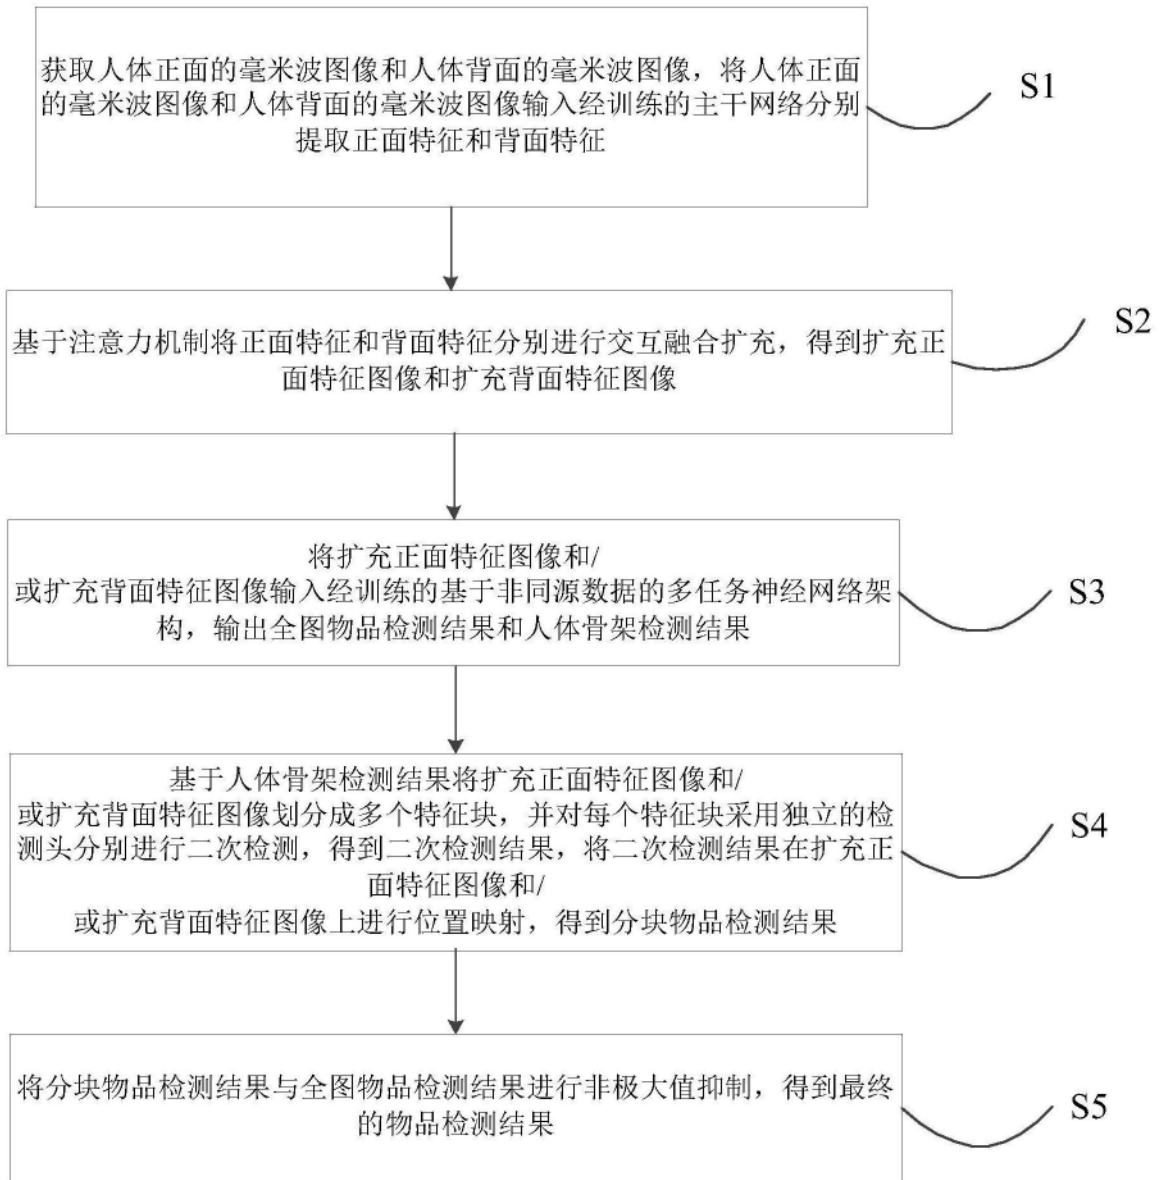 获取人体正面的毫米波图像和人体背面的毫米波图像，将人体正面
的毫米波图像和人体背面的毫米波图像输入经训练的主干网络分别
提取正面特征和背面特征
S1
基于注意力机制将正面特征和背面特征分别进行交互融合扩充，得到扩充正
面特征图像和扩充背面特征图像
S2
将扩充正面特征图像和/
或扩充背面特征图像输入经训练的基于非同源数据的多任务神经网络架
构，输出全图物品检测结果和人体骨架检测结果
S3
基于人体骨架检测结果将扩充正面特征图像和/
或扩充背面特征图像划分成多个特征块，并对每个特征块采用独立的检
测头分别进行二次检测，得到二次检测结果，将二次检测结果在扩充正
面特征图像和/
或扩充背面特征图像上进行位置映射，得到分块物品检测结果
S4
将分块物品检测结果与全图物品检测结果进行非极大值抑制，得到最终
的物品检测结果
S5